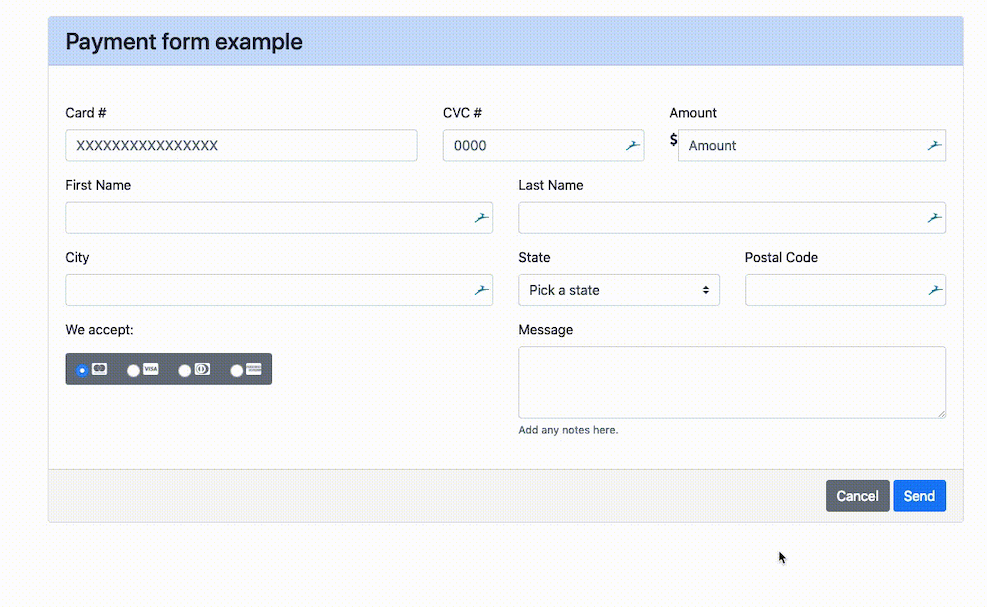 Payment form example
Card #
CVC #
Amount
XXXXXXXXXXXXXXXX
0000
$
Amount
First Name
Last Name
City
State
Postal Code
Pick a state
We accept:
Message
VISA
Add any notes here.
Cancel
Send